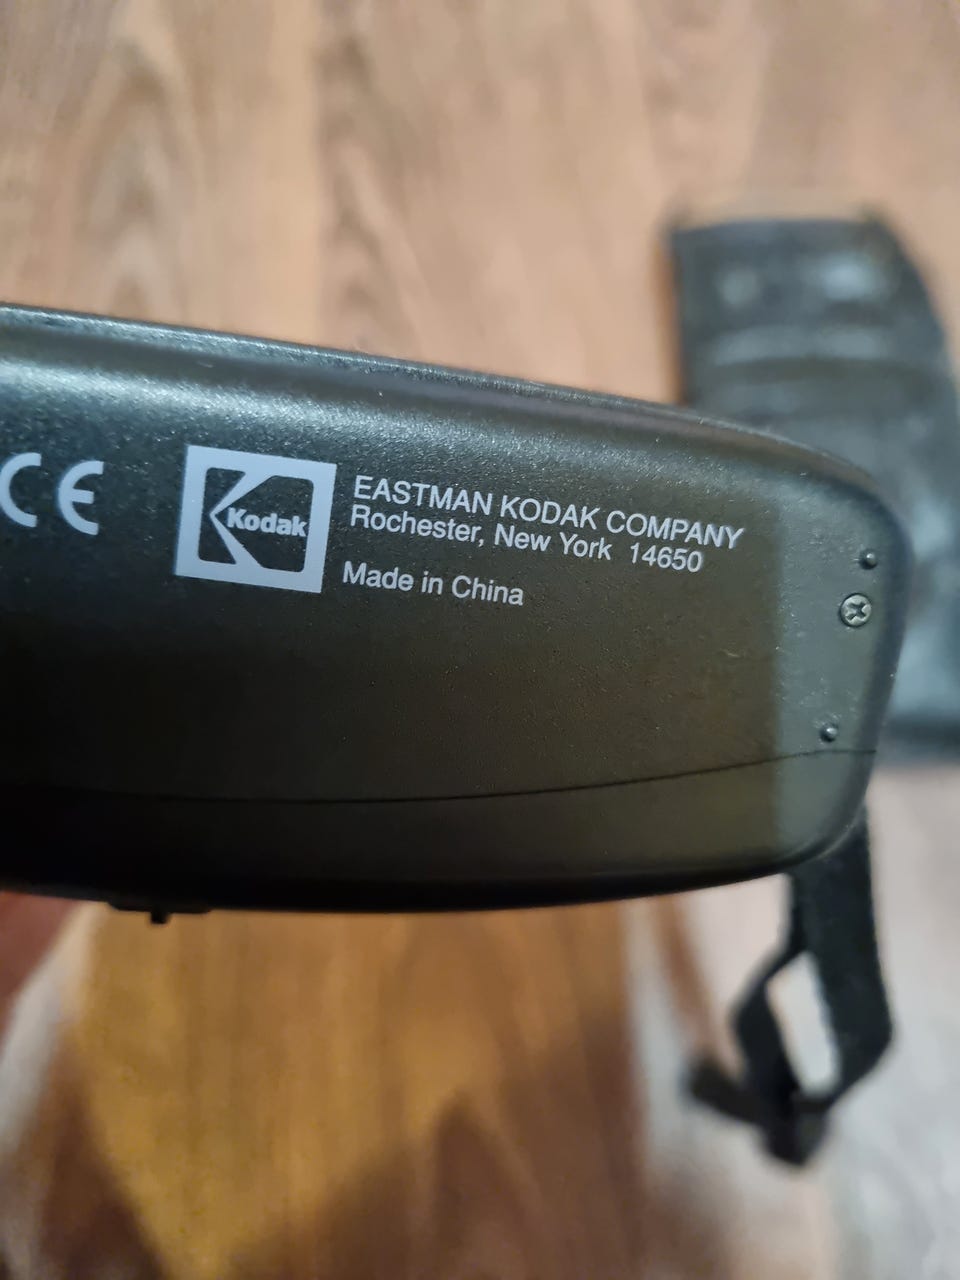 CE
Kodak
EASTMAN KODAK COMPANY
Rochester, New York 14650
Made in China